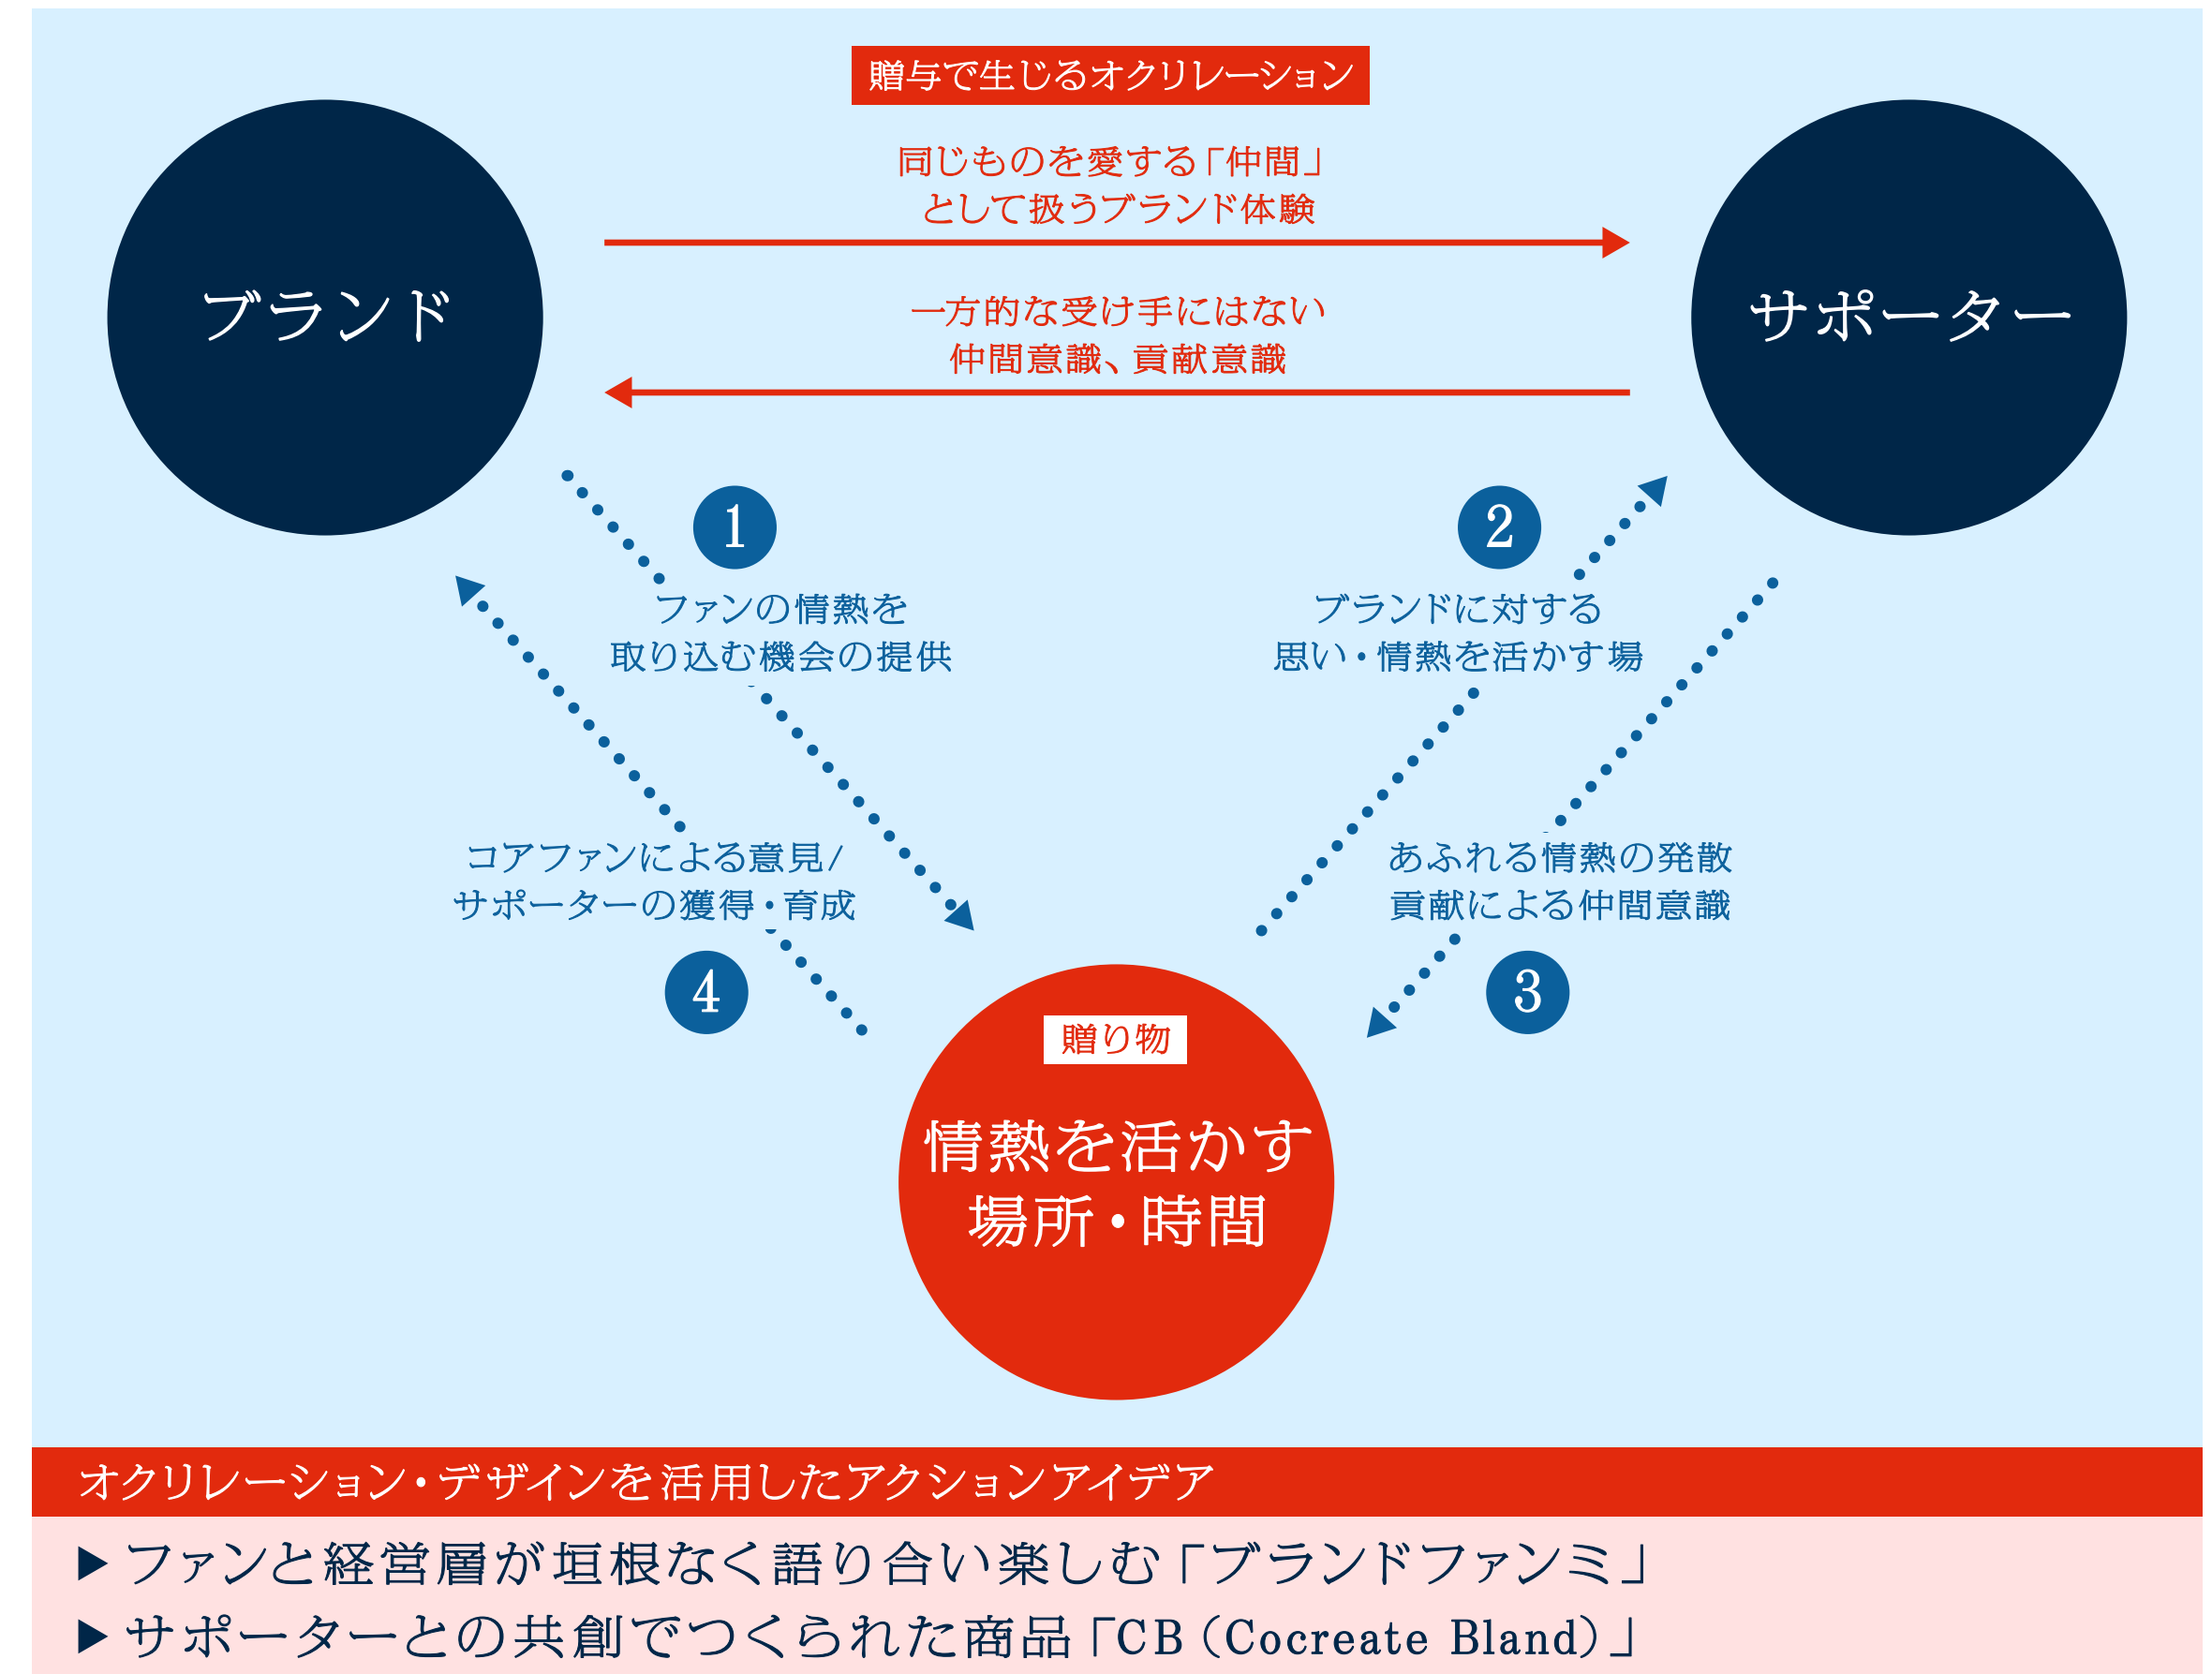 贈与で生じるオクリレーション
同じものを愛する「仲間」
として扱うブランド体験
ブランド
サポーター
一方的な受け手にはない
仲間意識、貢献意識
1
ファンの情熱を
取り込む機会の提供
2
ブランドに対する
思い・情熱を活かす場
コアファンによる意見/
サポーターの獲得・育成
4
あふれる情熱の発散
貢献による仲間意識
3
贈り物
情熱を活かす
場所・時間
オクリレーション・デザインを活用したアクションアイデア
▶ファンと経営層が垣根なく語り合い楽しむ「ブランドファンミ」
▶サポーターとの共創でつくられた商品「CB（Cocreate Bland）」